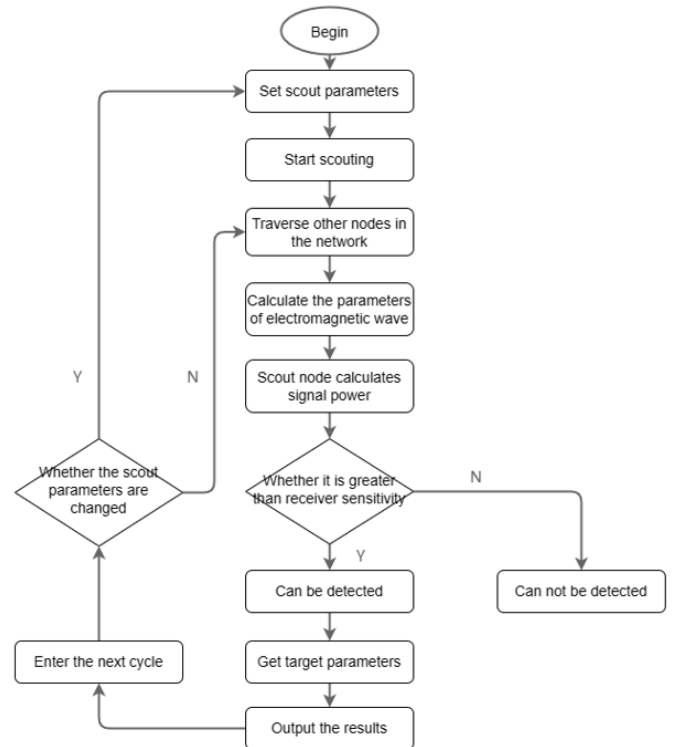 Begin
Set scout parameters
Start scouting
Traverse other nodes in
the network
Calculate the parameters
of electromagnetic wave
Y
N
Scout node calculates
signal power
Whether the scout
parameters are
changed
Whether it is greater
than receiver sensitivity
N
Y
Can be detected
Can not be detected
Enter the next cycle
Get target parameters
Output the results